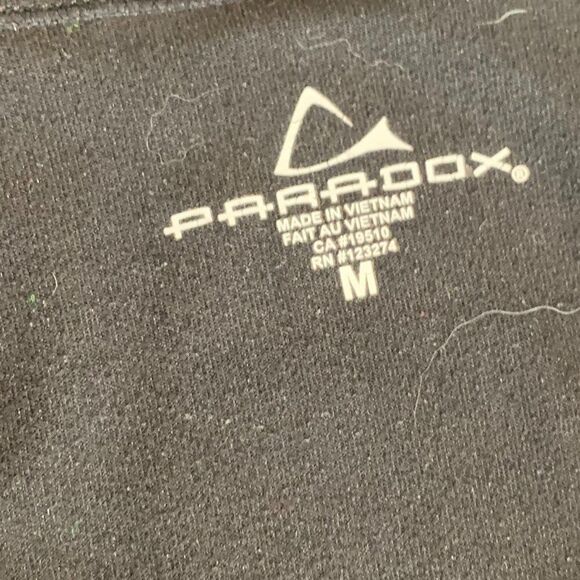 PARADOX®
MADE IN VIETNAM
FAIT AU VIETNAM
CA #19510
RN #123274
M